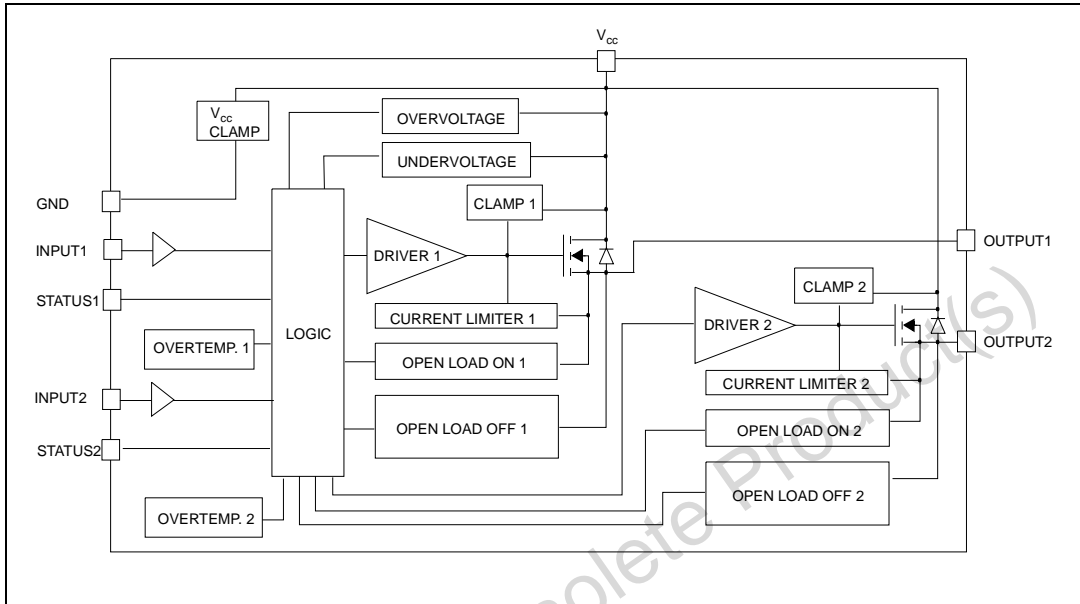 Vcc
Vcc
CLAMP
OVERVOLTAGE
UNDERVOLTAGE
GND
CLAMP 1
INPUT1
DRIVER 1
OUTPUT1
STATUS1
CLAMP 2
LOGIC
CURRENT LIMITER 1
DRIVER 2
OVERTEMP. 1
OPEN LOAD ON 1
OUTPUT2
INPUT2
CURRENT LIMITER 2
OPEN LOAD OFF 1
OPEN LOAD ON 2
STATUS2
OPEN LOAD OFF 2
OVERTEMP. 2
olete Product(s)